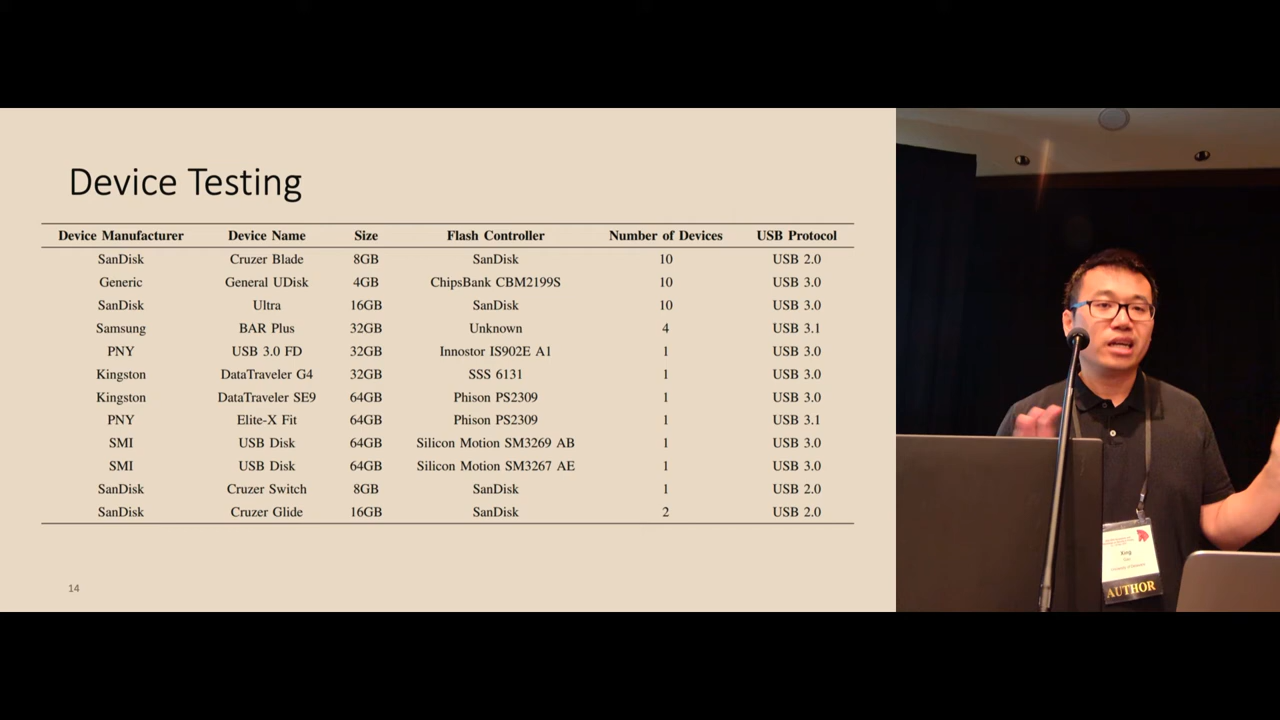 Device Testing
Device Manufacturer Device Name Size Flash Controller Number of Devices USB Protocol
SanDisk Cruzer Blade 8GB SanDisk 10 USB 2.0
Generic General UDisk 4GB ChipsBank CBM2199S 10 USB 3.0
SanDisk Ultra 16GB SanDisk 10 USB 3.0
Samsung BAR Plus 32GB Unknown 4 USB 3.1
PNY USB 3.0 FD 32GB Innostor IS902E A1 1 USB 3.0
Kingston DataTraveler G4 32GB SSS 6131 1 USB 3.0
Kingston DataTraveler SE9 64GB Phison PS2309 1 USB 3.0
PNY Elite-X Fit 64GB Phison PS2309 1 USB 3.1
SMI USB Disk 64GB Silicon Motion SM3269 AB 1 USB 3.0
SMI USB Disk 64GB Silicon Motion SM3267 AE 1 USB 3.0
SanDisk Cruzer Switch 8GB SanDisk 1 USB 2.0
SanDisk Cruzer Glide 16GB SanDisk 2 USB 2.0
14
AUTHOR